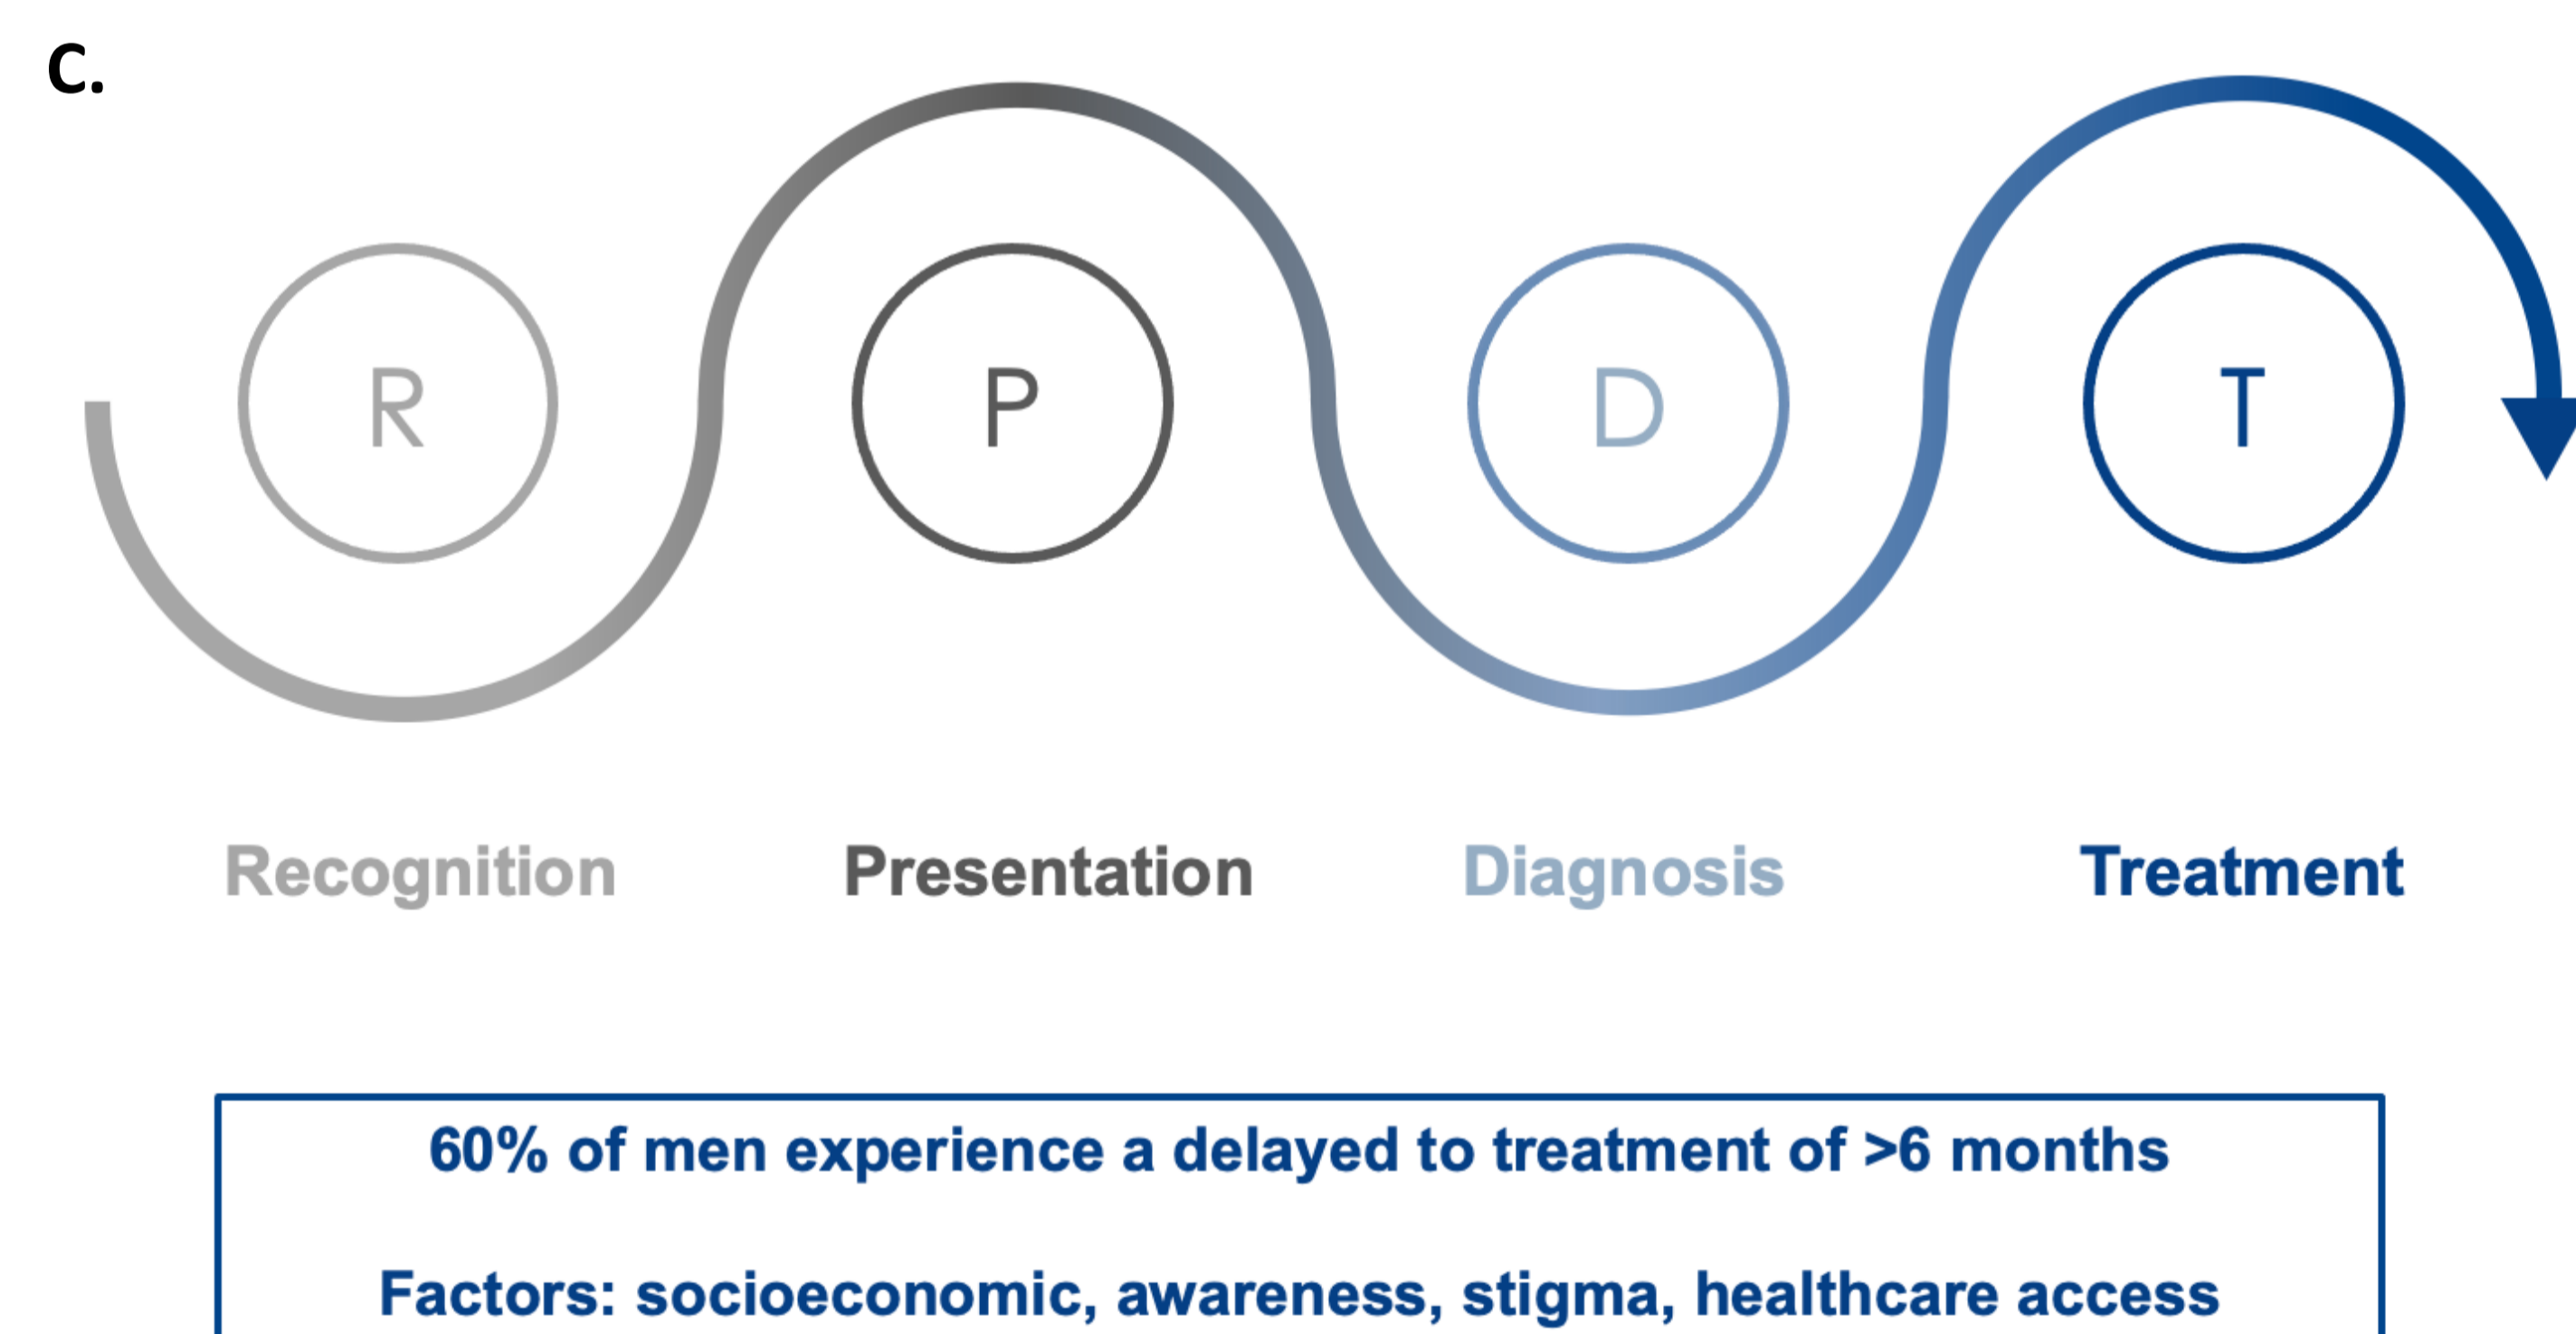 C.
R P D T
Recognition Presentation Diagnosis Treatment
60% of men experience a delayed to treatment of >6 months
Factors: socioeconomic, awareness, stigma, healthcare access